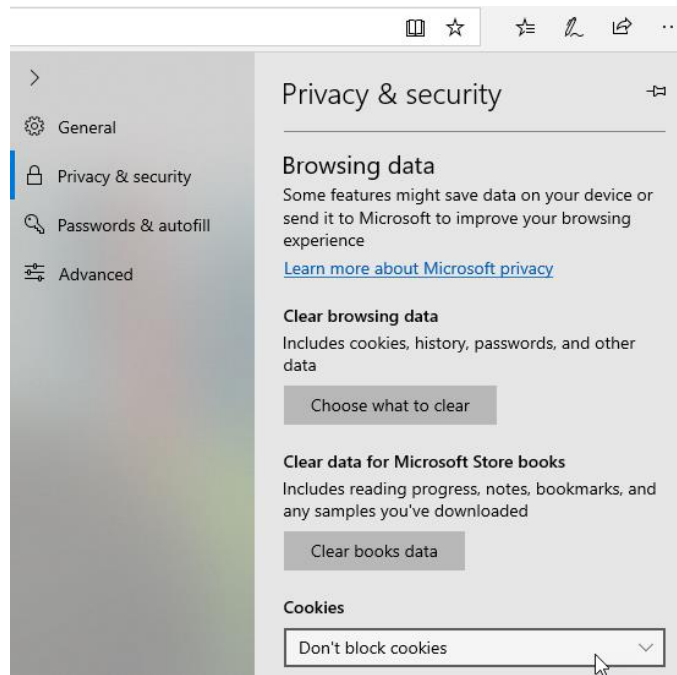 General
Privacy & security
Passwords & autofill
Advanced
Privacy & security
Browsing data
Some features might save data on your device or
send it to Microsoft to improve your browsing
experience
Learn more about Microsoft privacy
Clear browsing data
Includes cookies, history, passwords, and other
data
Choose what to clear
Clear data for Microsoft Store books
Includes reading progress, notes, bookmarks, and
any samples you've downloaded
Clear books data
Cookies
Don't block cookies